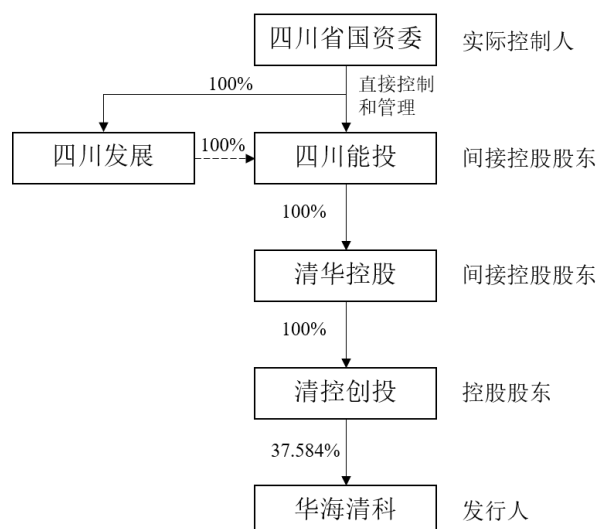 四川省国资委
实际控制人
100%
直接控制
和管理
四川发展
100%
四川能投
间接控股股东
100%
清华控股
间接控股股东
100%
清控创投
控股股东
37.584%
华海清科
发行人